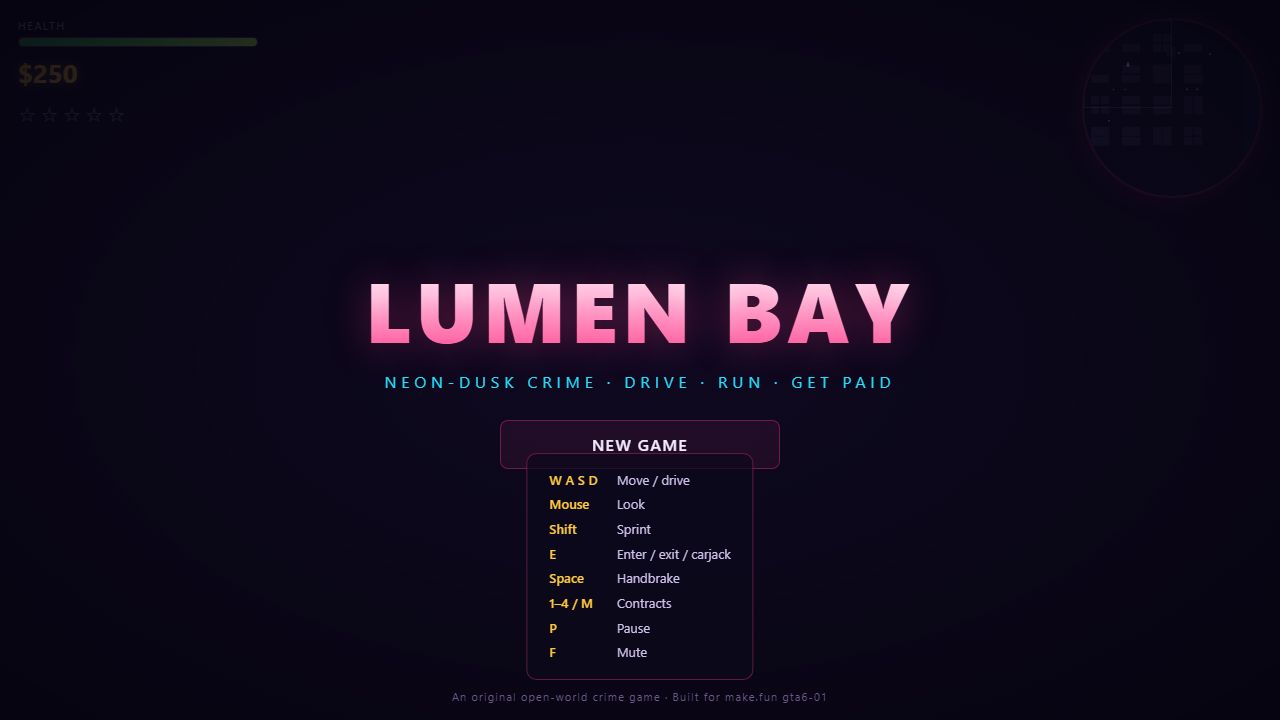 HEALTH
$250
☆☆☆☆☆
LUMEN BAY
NEON-DUSK CRIME · DRIVE · RUN · GET PAID
NEW GAME
W A S D Move / drive
Mouse Look
Shift Sprint
E Enter / exit / carjack
Space Handbrake
1–4 / M Contracts
P Pause
F Mute
An original open-world crime game · Built for make.fun gta6-01